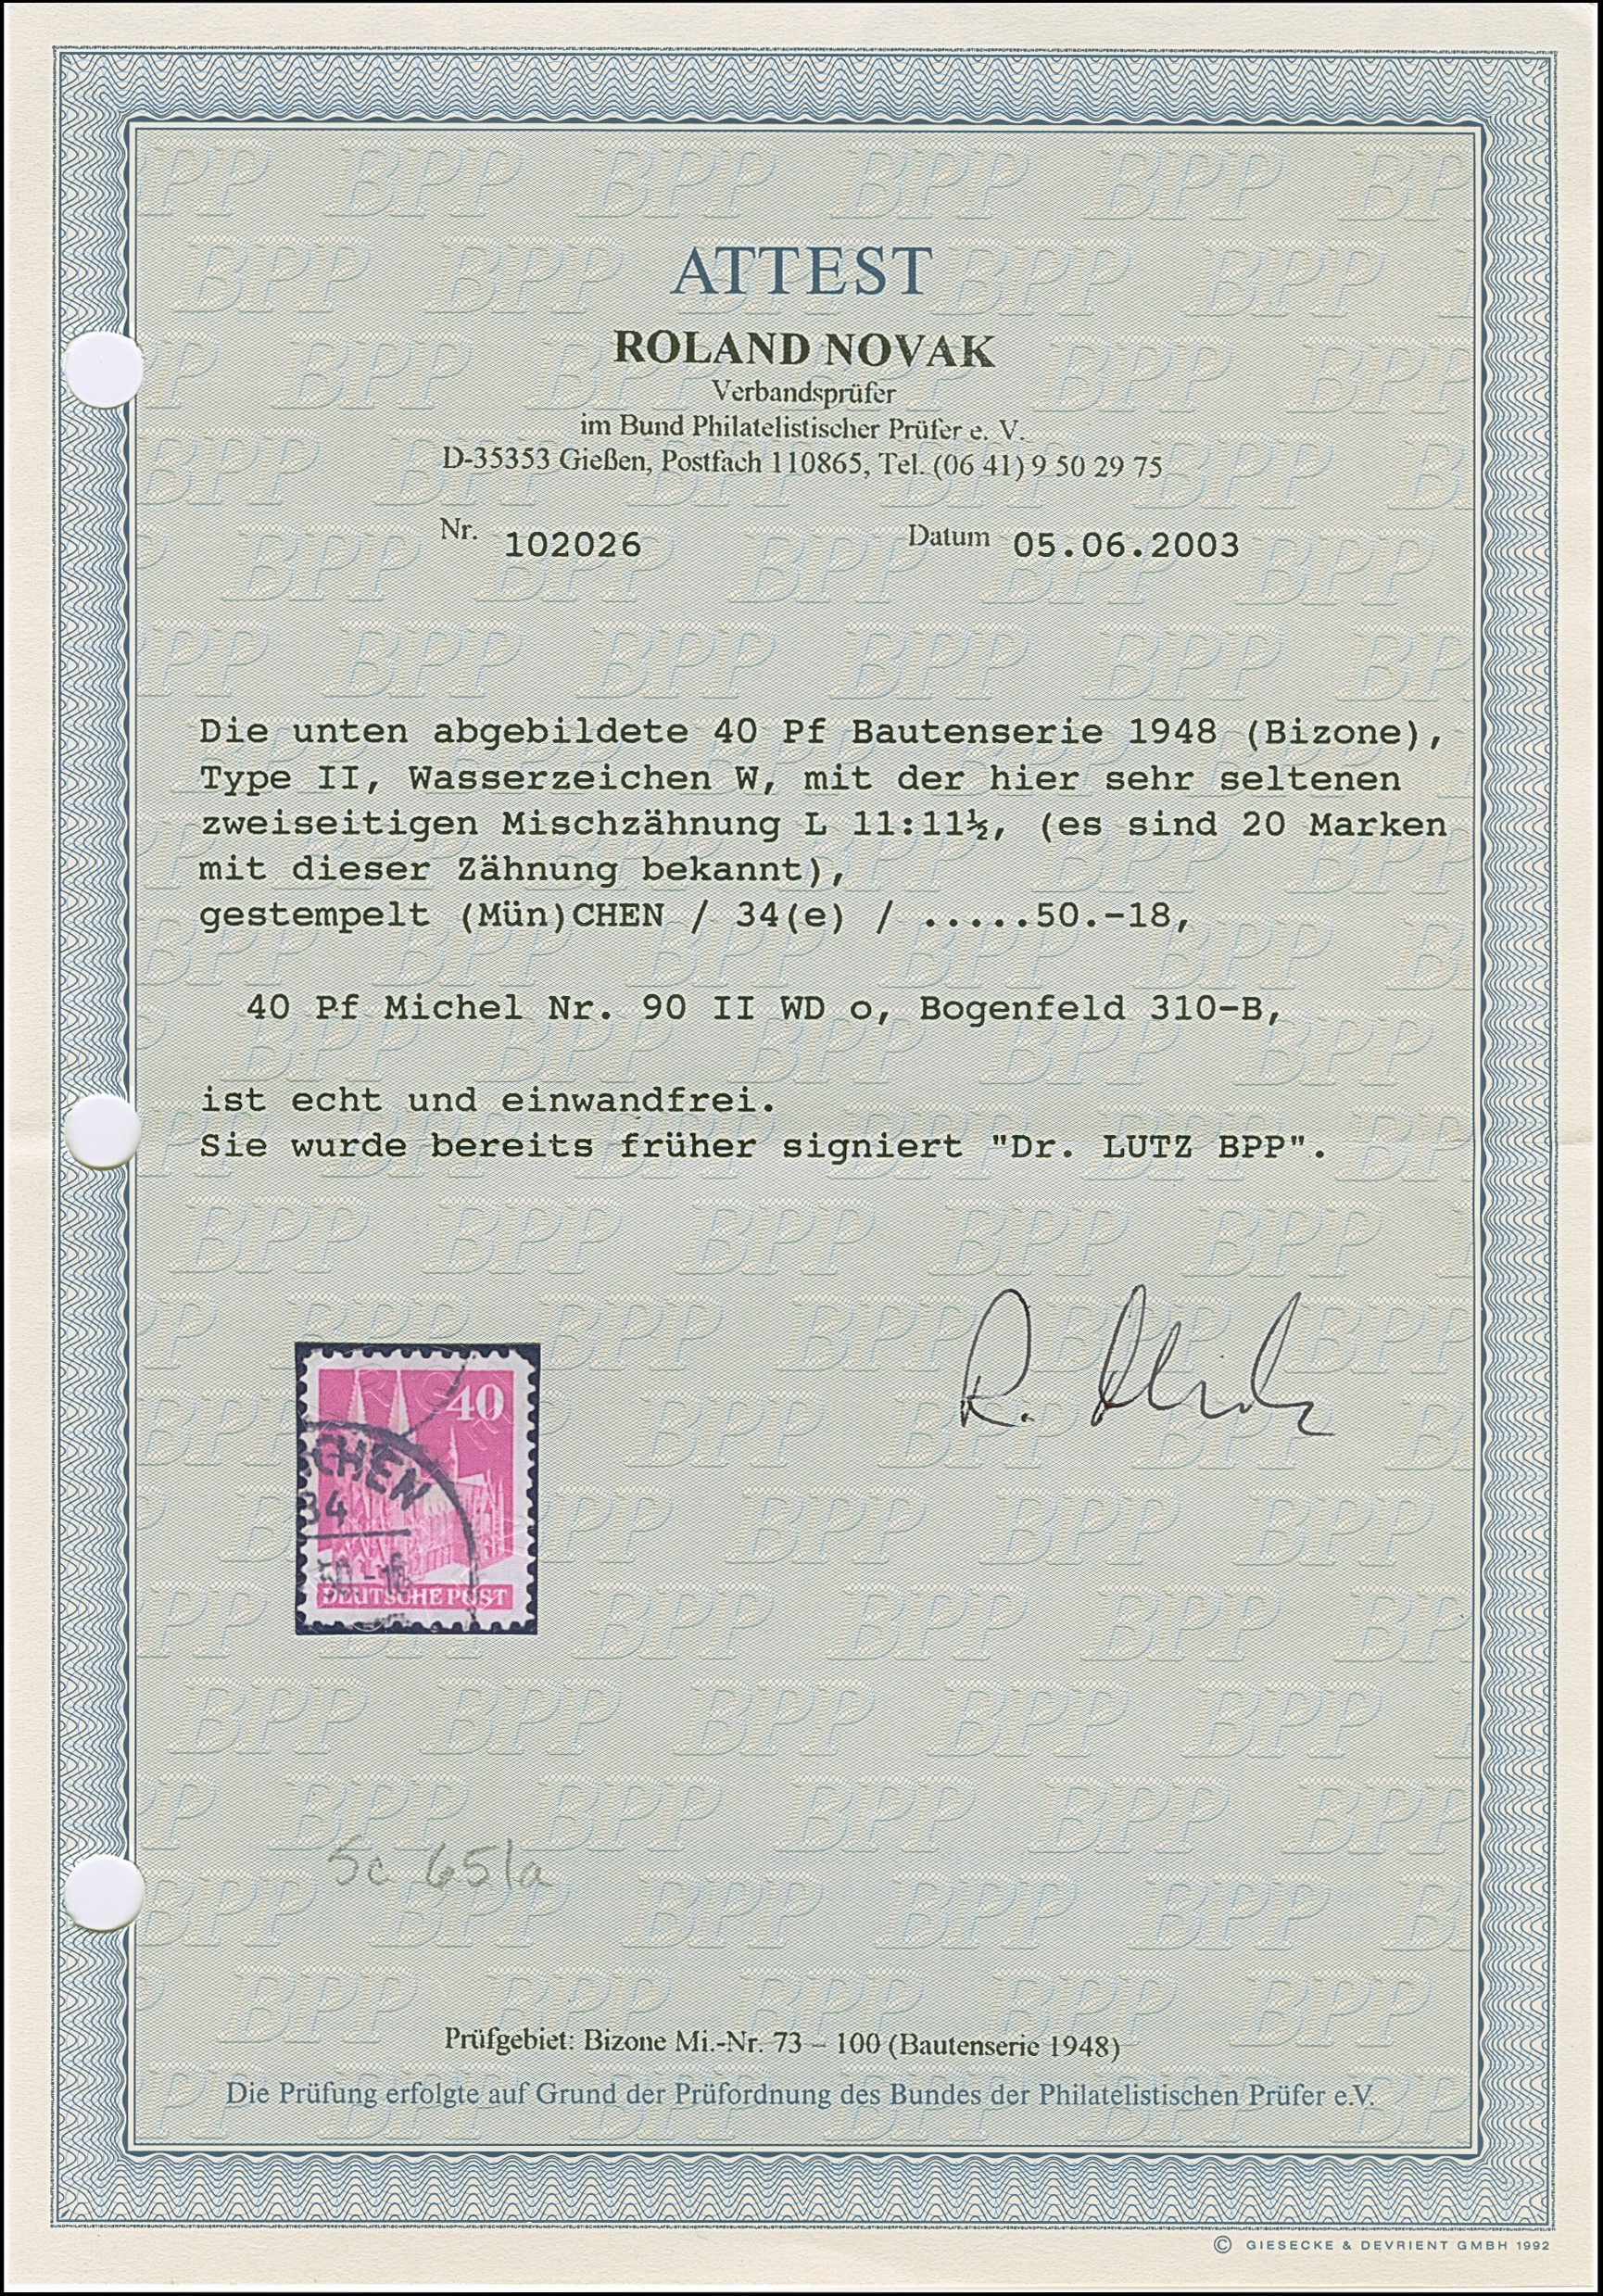 ATTEST
ROLAND NOVAK
Verbandsprüfer
im Bund Philatelistischer Prüfer e. V.
D-35353 Gießen, Postfach 110865, Tel. (06 41) 9 50 29 75
Nr. 102026 Datum 05.06.2003
Die unten abgebildete 40 Pf Bautenserie 1948 (Bizone),
Type II, Wasserzeichen W, mit der hier sehr seltenen
zweiseitigen Mischzähnung L 11:11½, (es sind 20 Marken
mit dieser Zähnung bekannt),
gestempelt (Mün)CHEN / 34(e) / .....50.-18,
40 Pf Michel Nr. 90 II WD o, Bogenfeld 310-B,
ist echt und einwandfrei.
Sie wurde bereits früher signiert "Dr. LUTZ BPP".
40
CHEN
34
DEUTSCHE POST
Sc 651a
Prüfgebiet: Bizone Mi.-Nr. 73 – 100 (Bautenserie 1948)
Die Prüfung erfolgte auf Grund der Prüfordnung des Bundes der Philatelistischen Prüfer e.V.
© GIESECKE & DEVRIENT GMBH 1992